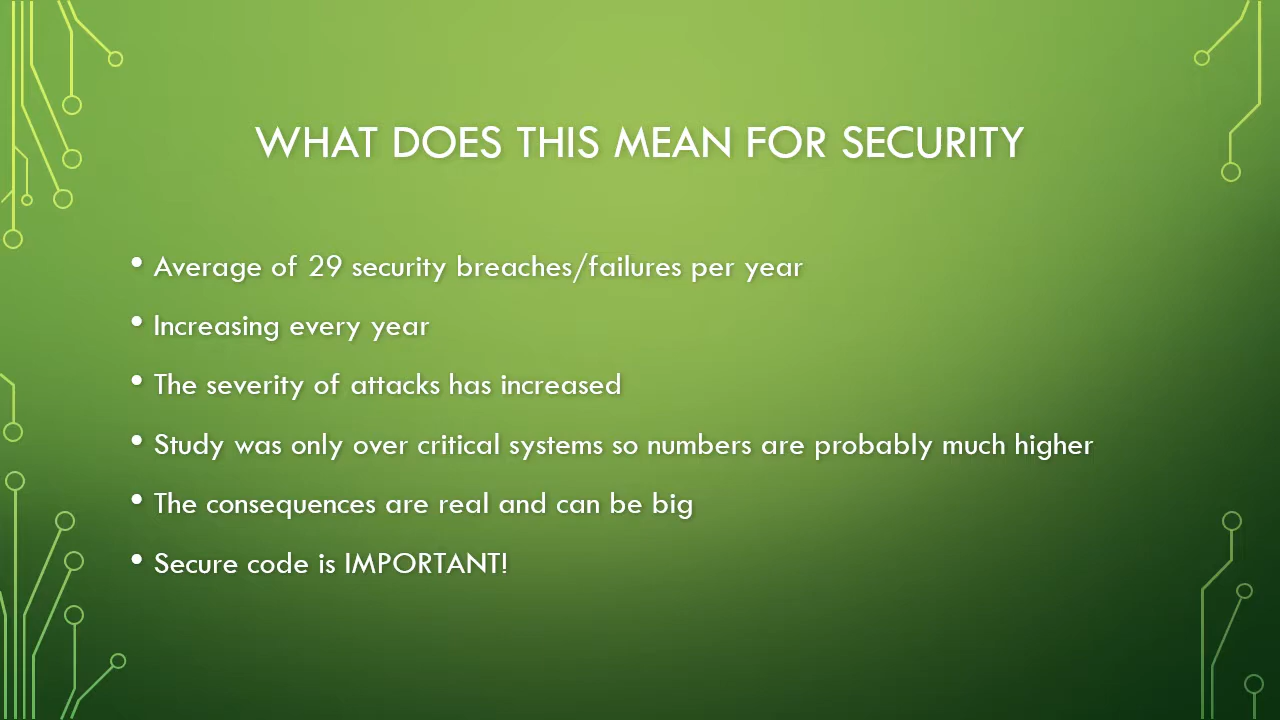 WHAT DOES THIS MEAN FOR SECURITY
• Average of 29 security breaches/failures per year
• Increasing every year
• The severity of attacks has increased
• Study was only over critical systems so numbers are probably much higher
• The consequences are real and can be big
• Secure code is IMPORTANT!